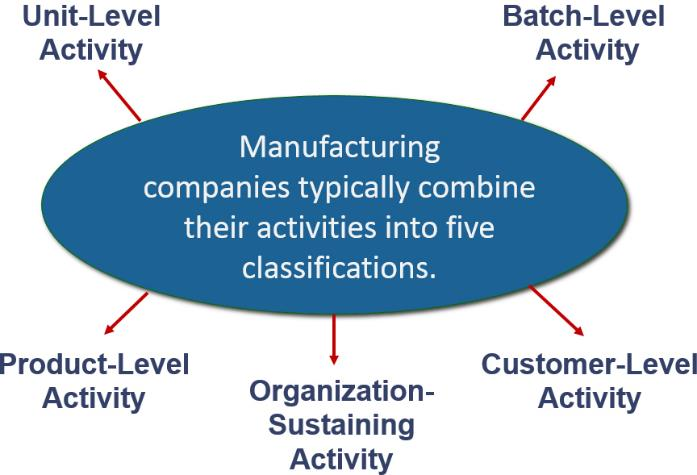 Unit-Level
Activity
Batch-Level
Activity
Manufacturing
companies typically combine
their activities into five
classifications.
Product-Level
Activity
Organization-
Sustaining
Activity
Customer-Level
Activity